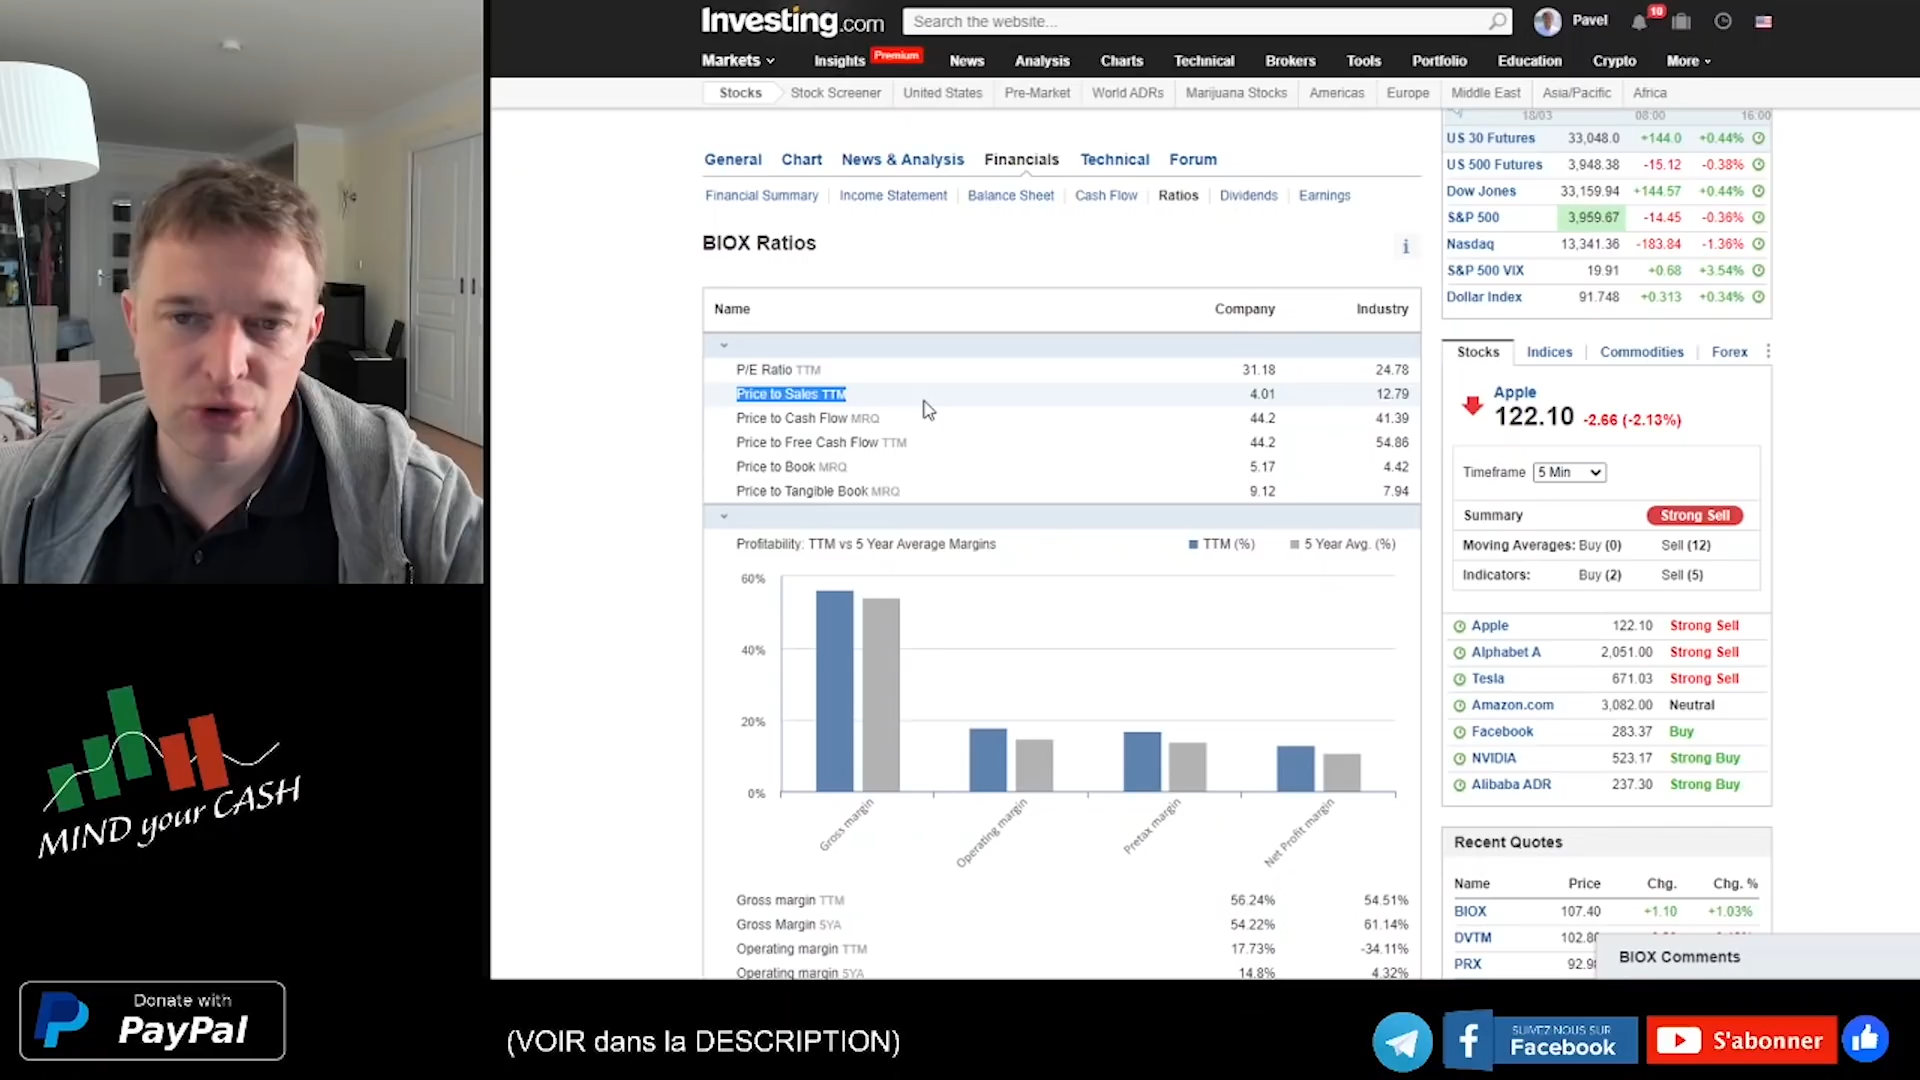 Investing.com
Search the website...
Pavel
10
Markets
Insights
Premium
News
Analysis
Charts
Technical
Brokers
Tools
Portfolio
Education
Crypto
More
Stocks
Stock Screener
United States
Pre-Market
World ADRs
Marijuana Stocks
Americas
Europe
Middle East
Asia/Pacific
Africa
General
Chart
News & Analysis
Financials
Technical
Forum
Financial Summary
Income Statement
Balance Sheet
Cash Flow
Ratios
Dividends
Earnings
BIOX Ratios
i
Name Company Industry
P/E Ratio TTM 31.18 24.78
Price to Sales TTM 4.01 12.79
Price to Cash Flow MRQ 44.2 41.39
Price to Free Cash Flow TTM 44.2 54.86
Price to Book MRQ 5.17 4.42
Price to Tangible Book MRQ 9.12 7.94
Profitability: TTM vs 5 Year Average Margins TTM (%) 5 Year Avg. (%)
60%
40%
20%
0%
Gross margin
Operating margin
Pretax margin
Net Profit margin
Gross margin TTM 56.24% 54.51%
Gross Margin 5YA 54.22% 61.14%
Operating margin TTM 17.73% -34.11%
Operating margin 5YA 14.8% 4.32%
18/03 08:00 16:00
US 30 Futures 33,048.0 +144.0 +0.44%
US 500 Futures 3,948.38 -15.12 -0.38%
Dow Jones 33,159.94 +144.57 +0.44%
S&P 500 3,959.67 -14.45 -0.36%
Nasdaq 13,341.36 -183.84 -1.36%
S&P 500 VIX 19.91 +0.68 +3.54%
Dollar Index 91.748 +0.313 +0.34%
Stocks Indices Commodities Forex
Apple
122.10 -2.66 (-2.13%)
Timeframe 5 Min
Summary Strong Sell
Moving Averages: Buy (0) Sell (12)
Indicators: Buy (2) Sell (5)
Apple 122.10 Strong Sell
Alphabet A 2,051.00 Strong Sell
Tesla 671.03 Strong Sell
Amazon.com 3,082.00 Neutral
Facebook 283.37 Buy
NVIDIA 523.17 Strong Buy
Alibaba ADR 237.30 Strong Buy
Recent Quotes
Name Price Chg. Chg. %
BIOX 107.40 +1.10 +1.03%
DVTM
PRX
BIOX Comments
MIND your CASH
Donate with
PayPal
(VOIR dans la DESCRIPTION)
SUIVEZ NOUS SUR
Facebook
S'abonner